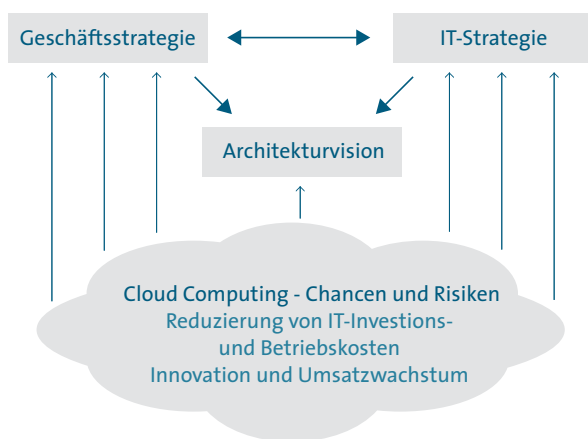 Geschäftsstrategie
IT-Strategie
Architekturvision
Cloud Computing - Chancen und Risiken
Reduzierung von IT-Investions-
und Betriebskosten
Innovation und Umsatzwachstum